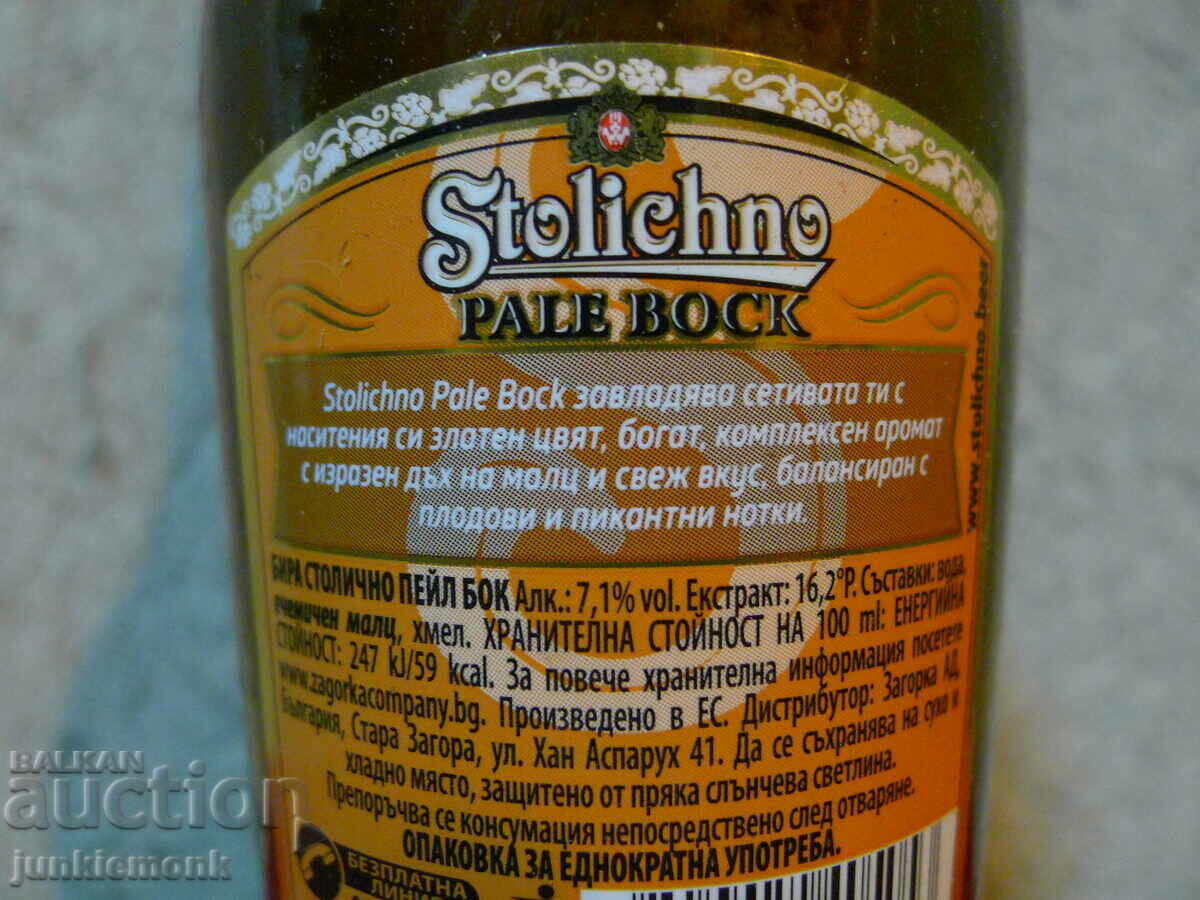 Stolichno
PALE BOCK
Stolichno Pale Bock завладява сетивата ти с
наситения си златен цвят, богат, комплексен аромат
с изразен дъх на малц и свеж вкус, балансиран с
плодови и пикантни нотки.
www.stolichno.beer
БИРА СТОЛИЧНО ПЕЙЛ БОК Алк.: 7,1% vol. Екстракт: 16,2°P. Съставки: вода,
ечемичен малц, хмел. ХРАНИТЕЛНА СТОЙНОСТ НА 100 ml: ЕНЕРГИЙНА
СТОЙНОСТ: 247 kJ/59 kcal. За повече хранителна информация посетете
www.zagorkacompany.bg. Произведено в ЕС. Дистрибутор: Загорка АД,
България, Стара Загора, ул. Хан Аспарух 41. Да се съхранява на сухо и
хладно място, защитено от пряка слънчева светлина.
Препоръчва се консумация непосредствено след отваряне.
ОПАКОВКА ЗА ЕДНОКРАТНА УПОТРЕБА.
БЕЗПЛАТНА
BALKAN
auction
junkiemonk